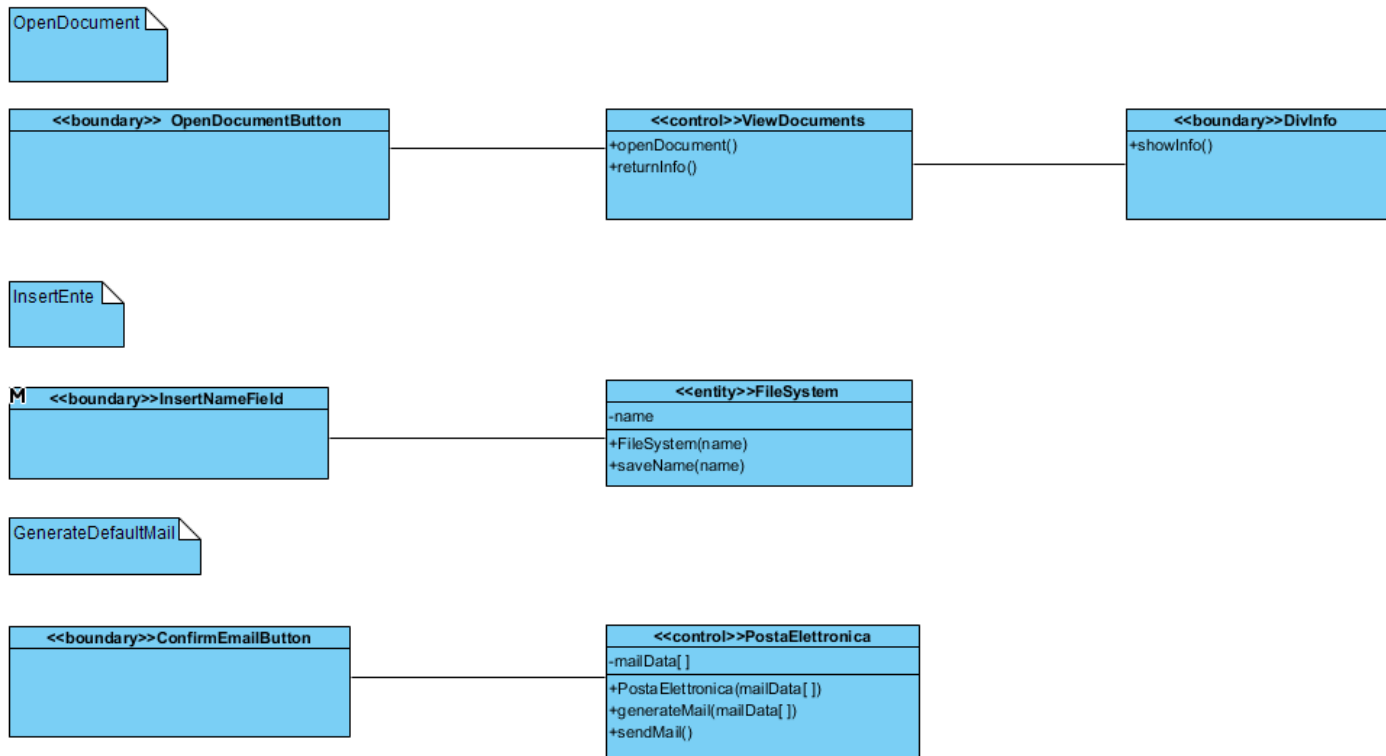 OpenDocument
<<boundary>> OpenDocumentButton
<<control>>ViewDocuments
+openDocument()
+returnInfo()
<<boundary>>DivInfo
+showInfo()
InsertEnte
M
<<boundary>>InsertNameField
<<entity>>FileSystem
-name
+FileSystem(name)
+saveName(name)
GenerateDefaultMail
<<boundary>>ConfirmEmailButton
<<control>>PostaElettronica
-mailData[ ]
+PostaElettronica(mailData[ ])
+generateMail(mailData[ ])
+sendMail()